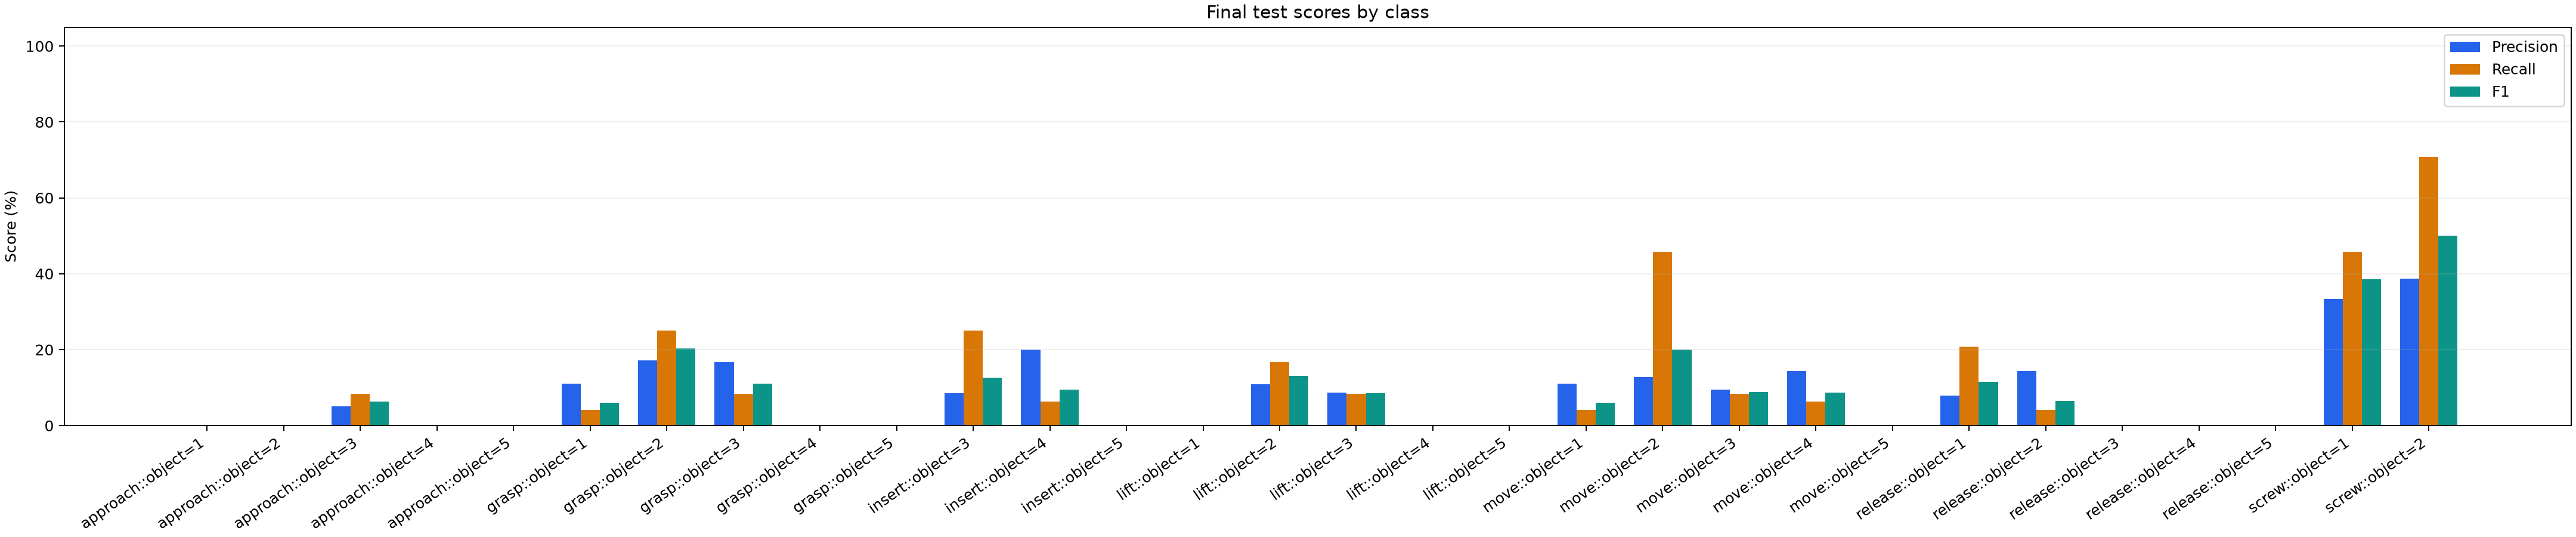 Final test scores by class
Score (%)
100
80
60
40
20
0
Precision
Recall
F1
approach::object=1
approach::object=2
approach::object=3
approach::object=4
approach::object=5
grasp::object=1
grasp::object=2
grasp::object=3
grasp::object=4
grasp::object=5
insert::object=3
insert::object=4
insert::object=5
lift::object=1
lift::object=2
lift::object=3
lift::object=4
lift::object=5
move::object=1
move::object=2
move::object=3
move::object=4
move::object=5
release::object=1
release::object=2
release::object=3
release::object=4
release::object=5
screw::object=1
screw::object=2